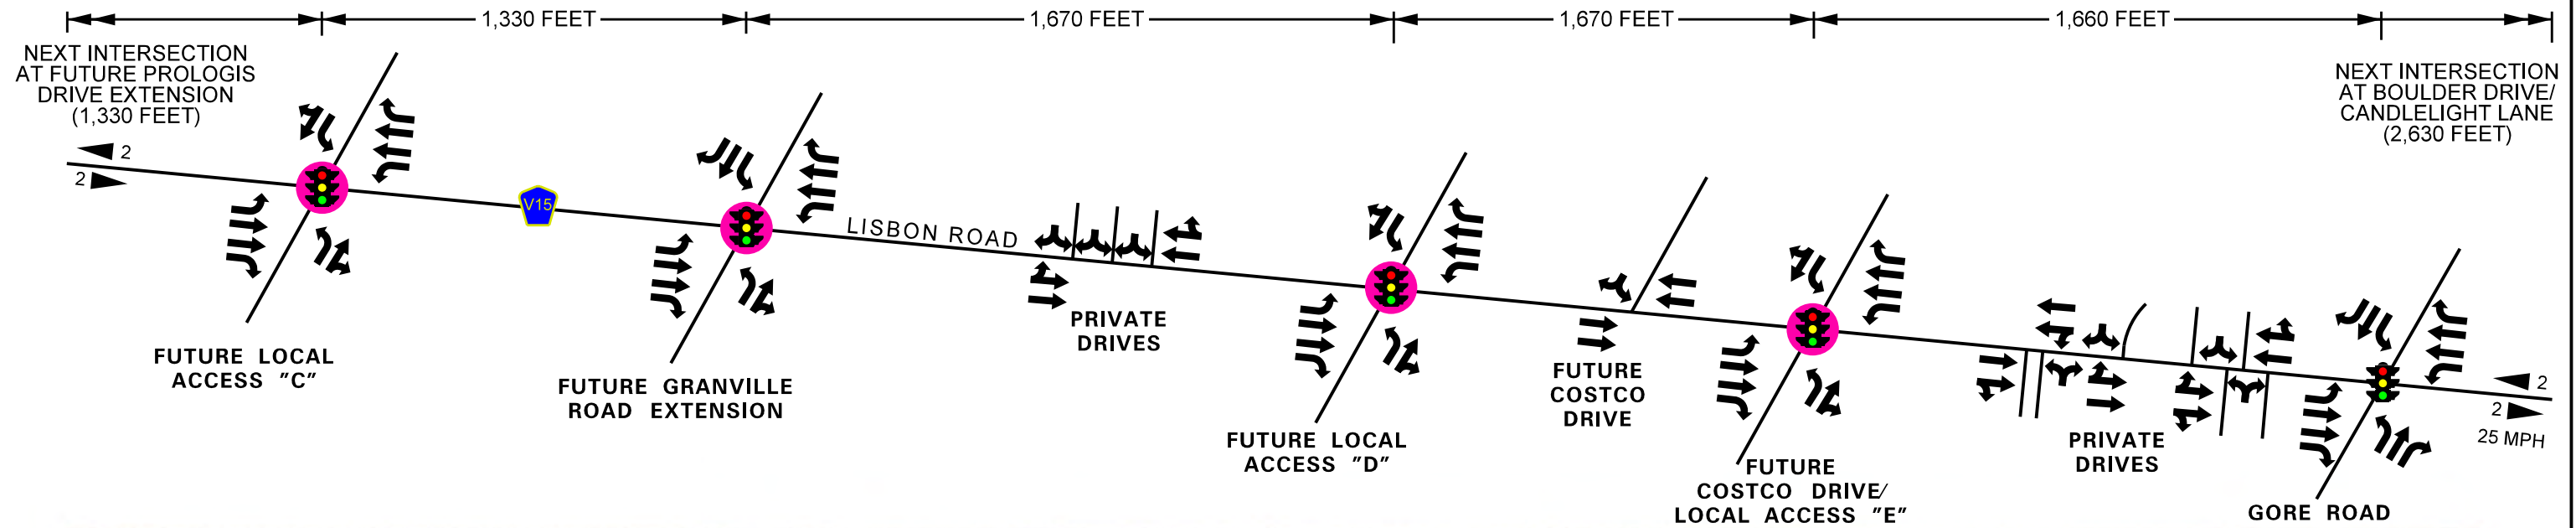 1,330 FEET
1,670 FEET
1,670 FEET
1,660 FEET
NEXT INTERSECTION
AT FUTURE PROLOGIS
DRIVE EXTENSION
(1,330 FEET)
NEXT INTERSECTION
AT BOULDER DRIVE/
CANDLELIGHT LANE
(2,630 FEET)
2
2
V15
LISBON ROAD
PRIVATE
DRIVES
FUTURE LOCAL
ACCESS "C"
FUTURE GRANVILLE
ROAD EXTENSION
FUTURE LOCAL
ACCESS "D"
FUTURE
COSTCO
DRIVE
FUTURE
COSTCO DRIVE/
LOCAL ACCESS "E"
PRIVATE
DRIVES
GORE ROAD
2
2
25 MPH